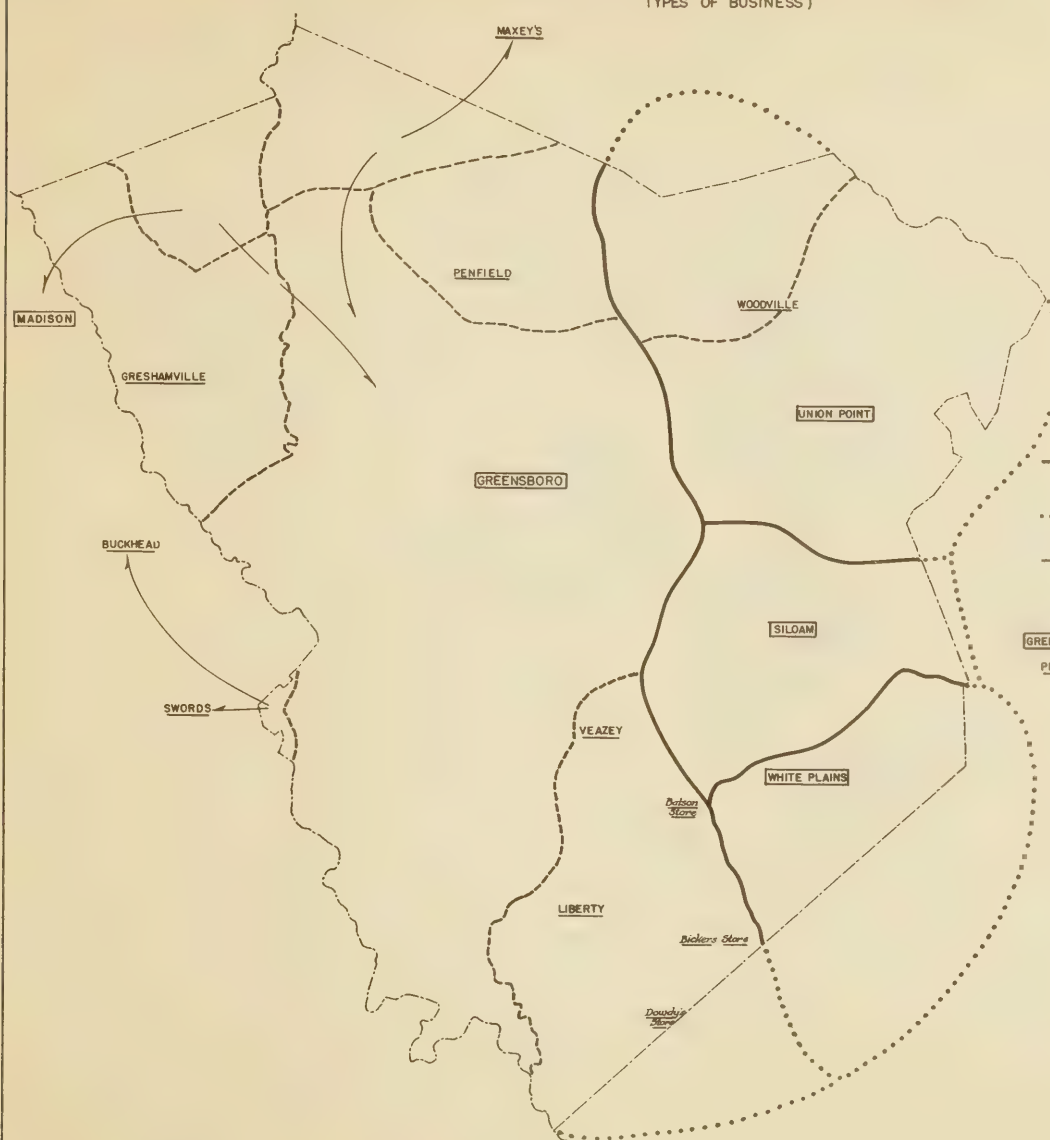 TYPES OF BUSINESS)
MAXEY'S
PENFIELD
WOODVILLE
MADISON
GRESHAMVILLE
UNION POINT
GREENSBORO
BUCKHEAD
SILOAM
SWORDS
VEAZEY
WHITE PLAINS
Batson
Store
LIBERTY
Bickers Store
Dowdy's
Store